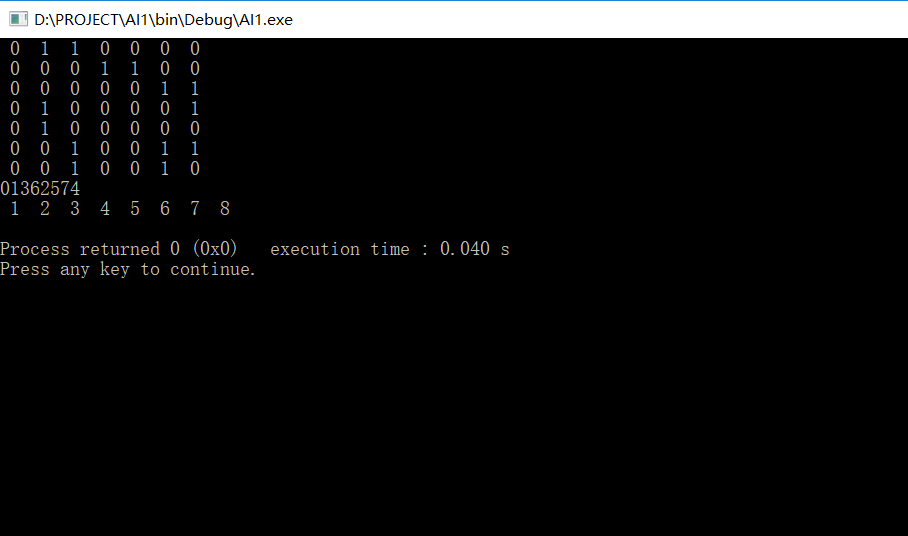 D:\PROJECT\AI1\bin\Debug\AI1.exe
0 1 1 0 0 0 0
0 0 0 1 1 0 0
0 0 0 0 0 1 1
0 1 0 0 0 0 1
0 1 0 0 0 0 0
0 0 1 0 0 1 1
0 0 1 0 0 1 0
01362574
1 2 3 4 5 6 7 8
Process returned 0 (0x0) execution time : 0.040 s
Press any key to continue.